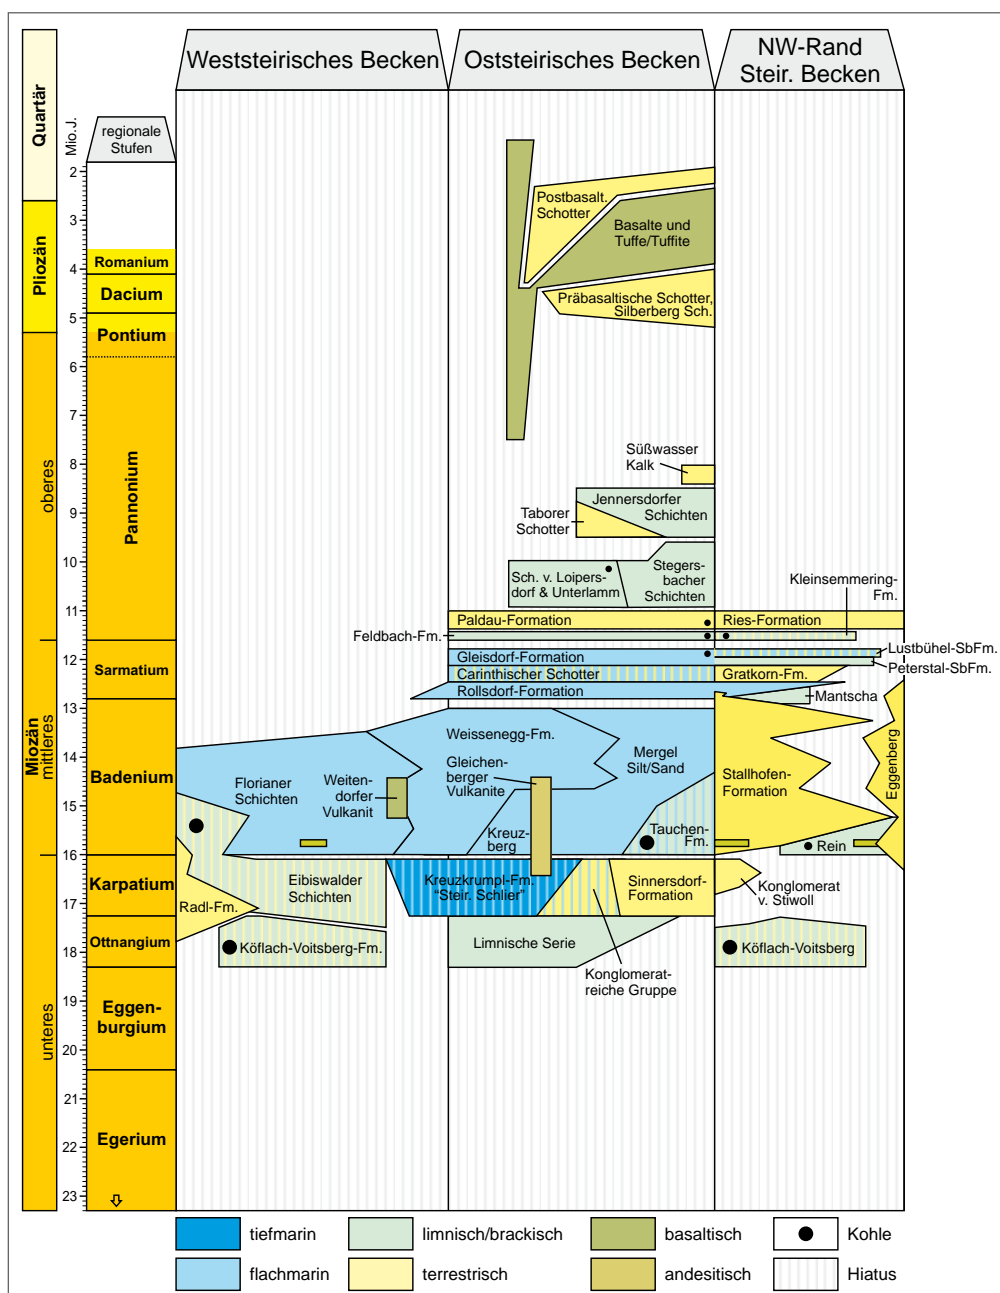 Weststeirisches Becken
Oststeirisches Becken
NW-Rand
Steir. Becken
Quartär
Pliozän
Miozän
oberes
mittleres
unteres
Mio.J.
regionale
Stufen
2
3
4
5
6
7
8
9
10
11
12
13
14
15
16
17
18
19
20
21
22
23
Romanium
Dacium
Pontium
Pannonium
Sarmatium
Badenium
Karpatium
Ottnangium
Eggen-
burgium
Egerium
Postbasalt.
Schotter
Basalte und
Tuffe/Tuffite
Präbasaltische Schotter,
Silberberg Sch.
Süßwasser
Kalk
Jennersdorfer
Schichten
Taborer
Schotter
Sch. v. Loipers-
dorf & Unterlamm
Stegers-
bacher
Schichten
Kleinsemmering-
Fm.
Paldau-Formation
Ries-Formation
Feldbach-Fm.
Lustbühel-SbFm.
Gleisdorf-Formation
Peterstal-SbFm.
Carinthischer Schotter
Gratkorn-Fm.
Rollsdorf-Formation
Mantscha
Weissenegg-Fm.
Mergel
Silt/Sand
Gleichen-
berger
Vulkanite
Florianer
Schichten
Weiten-
dorfer
Vulkanit
Stallhofen-
Formation
Eggenberg
Kreuz-
berg
Tauchen-
Fm.
Rein
Eibiswalder
Schichten
Kreuzkrumpl-Fm.
"Steir. Schlier"
Sinnersdorf-
Formation
Konglomerat
v. Stiwoll
Radl-Fm.
Köflach-Voitsberg-Fm.
Limnische Serie
Köflach-Voitsberg
Konglomerat-
reiche Gruppe
tiefmarin
limnisch/brackisch
basaltisch
Kohle
flachmarin
terrestrisch
andesitisch
Hiatus